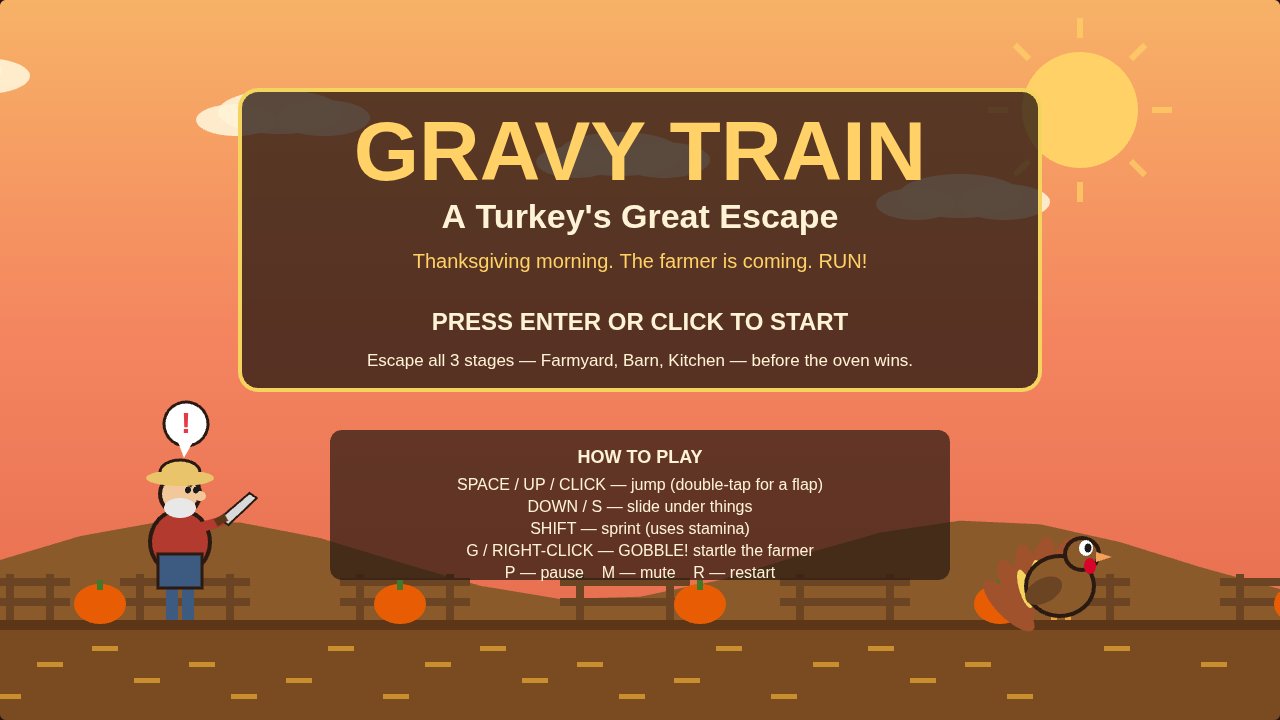 GRAVY TRAIN
A Turkey's Great Escape
Thanksgiving morning. The farmer is coming. RUN!
PRESS ENTER OR CLICK TO START
Escape all 3 stages — Farmyard, Barn, Kitchen — before the oven wins.
!
HOW TO PLAY
SPACE / UP / CLICK — jump (double-tap for a flap)
DOWN / S — slide under things
SHIFT — sprint (uses stamina)
G / RIGHT-CLICK — GOBBLE! startle the farmer
P — pause    M — mute    R — restart